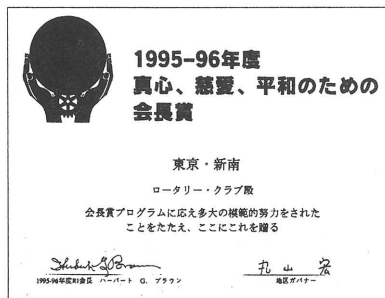 1995-96年度
真心、慈愛、平和のための
会長賞
東京・新南
ロータリー・クラブ殿
会長賞プログラムに応え多大の模範的努力をされた
ことをたたえ、ここにこれを贈る
Herbert G. Brown
丸山 宏
1995-96年度RI会長 ハーバート G. ブラウン
地区ガバナー